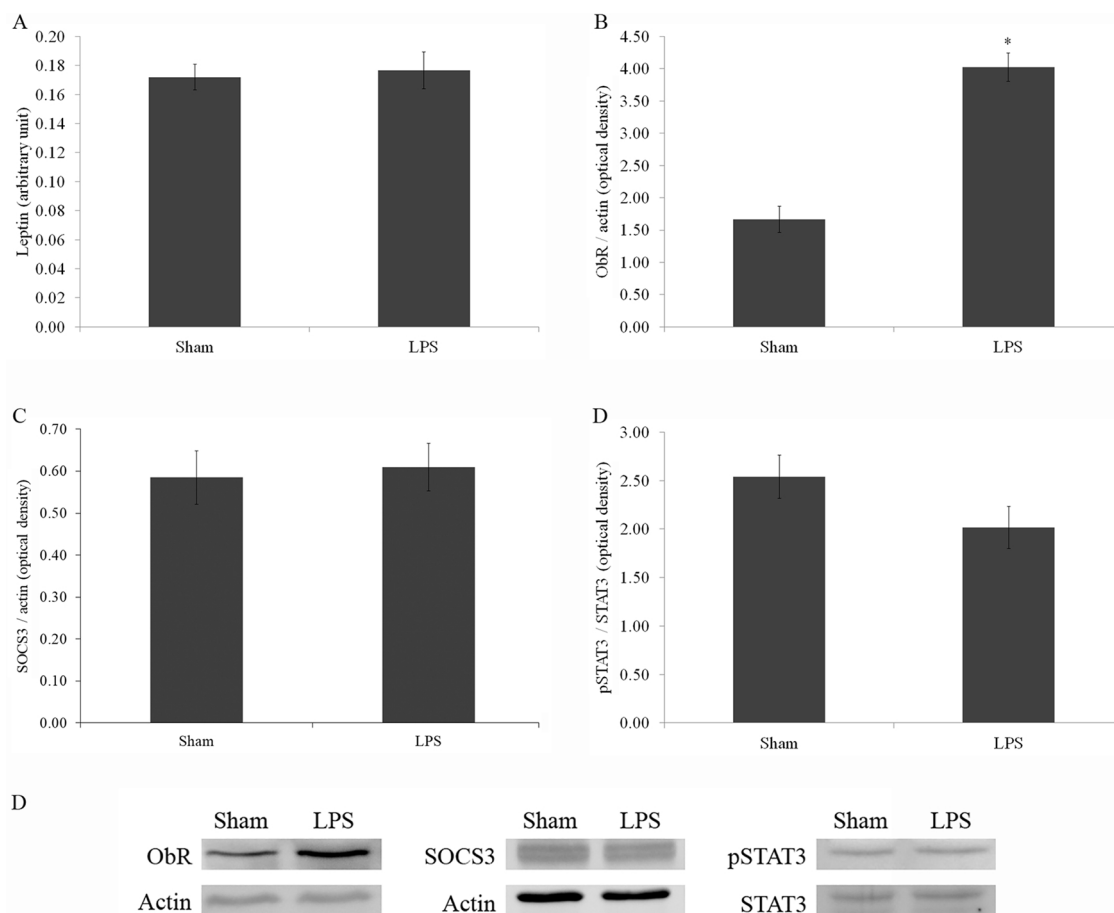 A
Leptin (arbitrary unit)
0.20
0.18
0.16
0.14
0.12
0.10
0.08
0.06
0.04
0.02
0.00
Sham LPS
B
ObR / actin (optical density)
4.50
4.00
3.50
3.00
2.50
2.00
1.50
1.00
0.50
0.00
*
Sham LPS
C
SOCS3 / actin (optical density)
0.70
0.60
0.50
0.40
0.30
0.20
0.10
0.00
Sham LPS
D
pSTAT3 / STAT3 (optical density)
3.00
2.50
2.00
1.50
1.00
0.50
0.00
Sham LPS
D
Sham LPS
ObR
Actin
Sham LPS
SOCS3
Actin
Sham LPS
pSTAT3
STAT3